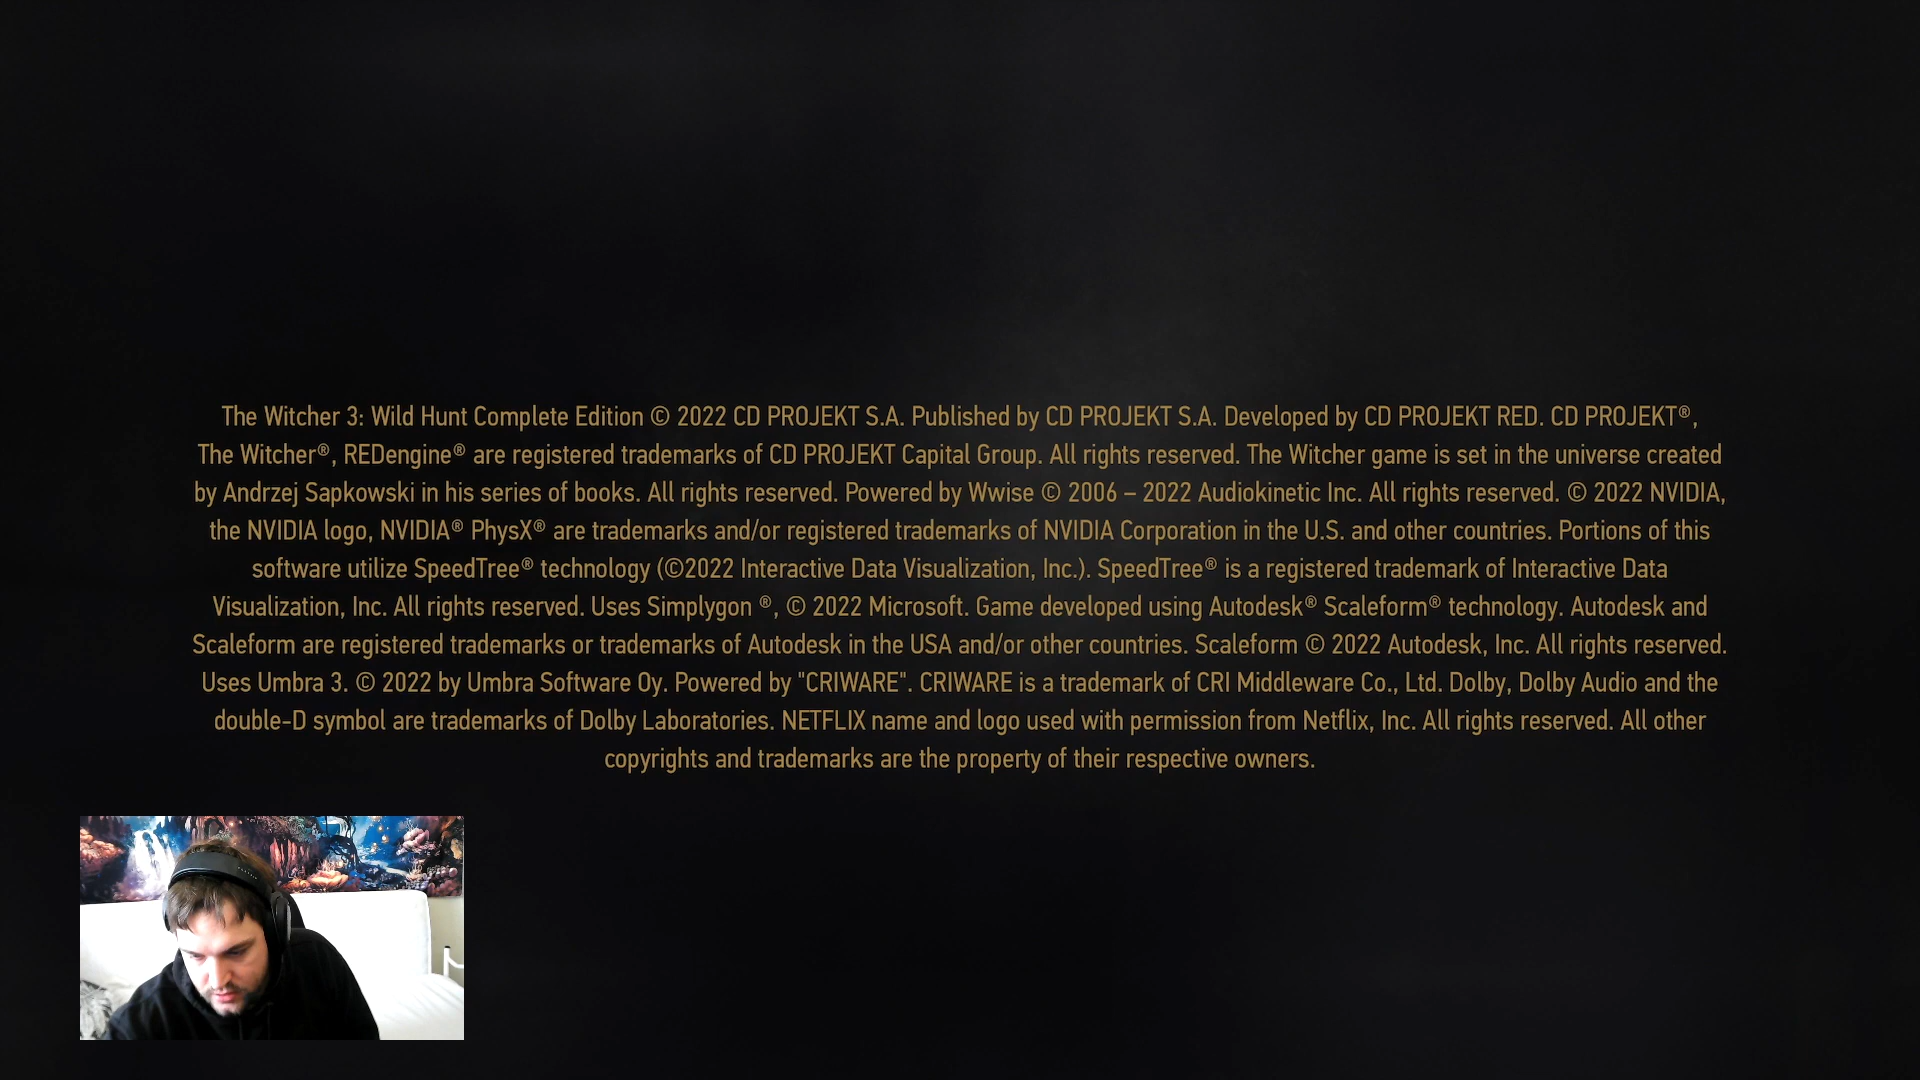 The Witcher 3: Wild Hunt Complete Edition © 2022 CD PROJEKT S.A. Published by CD PROJEKT S.A. Developed by CD PROJEKT RED. CD PROJEKT®,
The Witcher®, REDengine® are registered trademarks of CD PROJEKT Capital Group. All rights reserved. The Witcher game is set in the universe created
by Andrzej Sapkowski in his series of books. All rights reserved. Powered by Wwise © 2006 – 2022 Audiokinetic Inc. All rights reserved. © 2022 NVIDIA,
the NVIDIA logo, NVIDIA® PhysX® are trademarks and/or registered trademarks of NVIDIA Corporation in the U.S. and other countries. Portions of this
software utilize SpeedTree® technology (©2022 Interactive Data Visualization, Inc.). SpeedTree® is a registered trademark of Interactive Data
Visualization, Inc. All rights reserved. Uses Simplygon ®, © 2022 Microsoft. Game developed using Autodesk® Scaleform® technology. Autodesk and
Scaleform are registered trademarks or trademarks of Autodesk in the USA and/or other countries. Scaleform © 2022 Autodesk, Inc. All rights reserved.
Uses Umbra 3. © 2022 by Umbra Software Oy. Powered by "CRIWARE". CRIWARE is a trademark of CRI Middleware Co., Ltd. Dolby, Dolby Audio and the
double-D symbol are trademarks of Dolby Laboratories. NETFLIX name and logo used with permission from Netflix, Inc. All rights reserved. All other
copyrights and trademarks are the property of their respective owners.